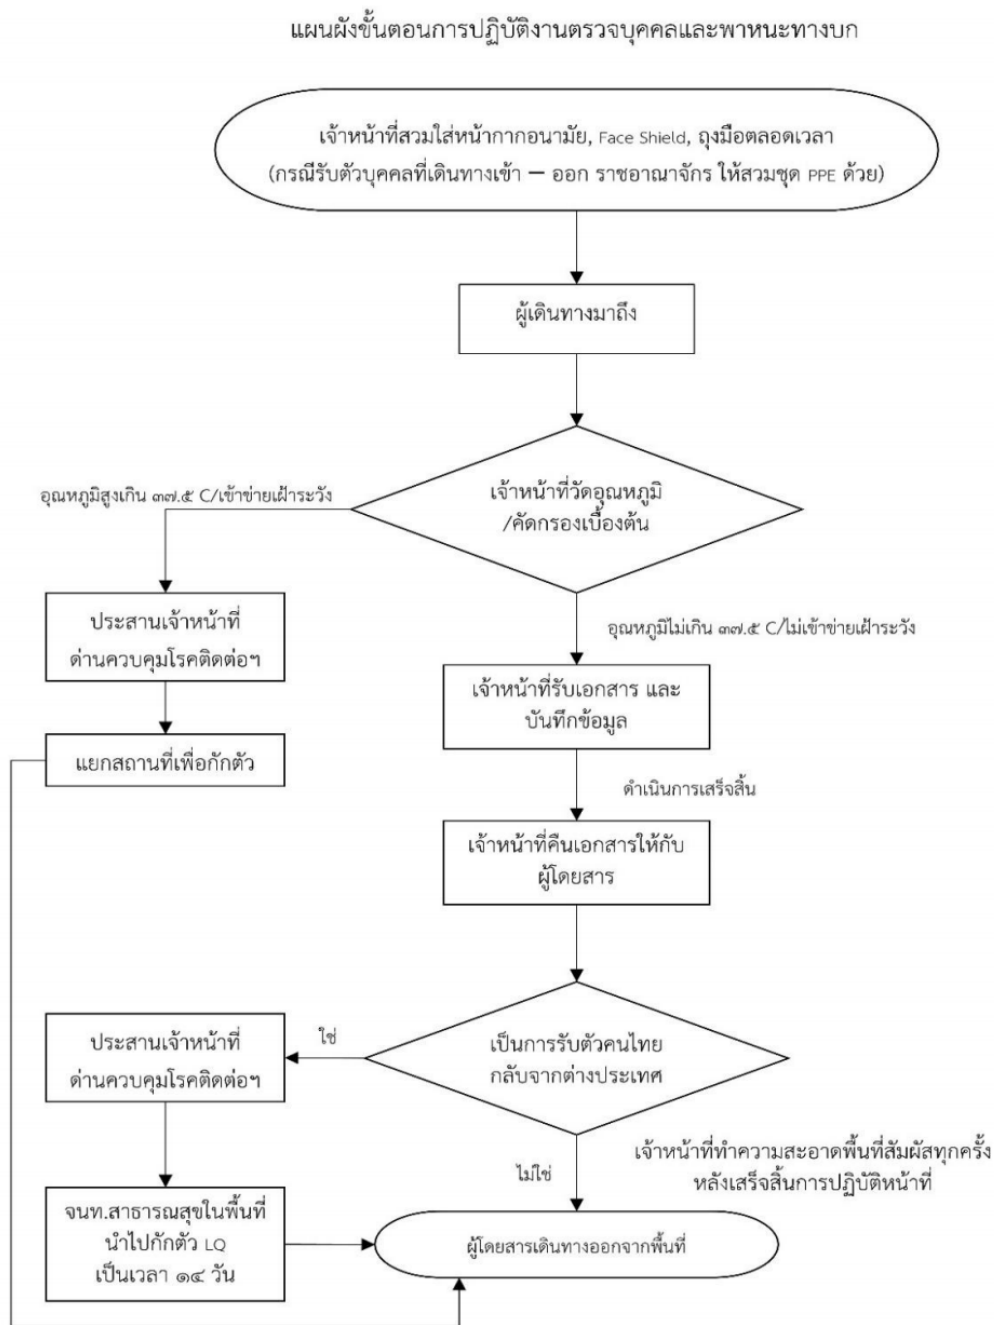 แผนผังขั้นตอนการปฏิบัติงานตรวจบุคคลและพาหนะทางบก
เจ้าหน้าที่สวมใส่หน้ากากอนามัย, Face Shield, ถุงมือตลอดเวลา
(กรณีรับตัวบุคคลที่เดินทางเข้า – ออก ราชอาณาจักร ให้สวมชุด PPE ด้วย)
ผู้เดินทางมาถึง
เจ้าหน้าที่วัดอุณหภูมิ
/คัดกรองเบื้องต้น
อุณหภูมิสูงเกิน ๓๗.๕ C/เข้าข่ายเฝ้าระวัง
ประสานเจ้าหน้าที่
ด่านควบคุมโรคติดต่อฯ
แยกสถานที่เพื่อกักตัว
อุณหภูมิไม่เกิน ๓๗.๕ C/ไม่เข้าข่ายเฝ้าระวัง
เจ้าหน้าที่รับเอกสาร และ
บันทึกข้อมูล
ดำเนินการเสร็จสิ้น
เจ้าหน้าที่คืนเอกสารให้กับ
ผู้โดยสาร
เป็นการรับตัวคนไทย
กลับจากต่างประเทศ
ใช่
ประสานเจ้าหน้าที่
ด่านควบคุมโรคติดต่อฯ
จนท.สาธารณสุขในพื้นที่
นำไปกักตัว LQ
เป็นเวลา ๑๔ วัน
ไม่ใช่
เจ้าหน้าที่ทำความสะอาดพื้นที่สัมผัสทุกครั้ง
หลังเสร็จสิ้นการปฏิบัติหน้าที่
ผู้โดยสารเดินทางออกจากพื้นที่